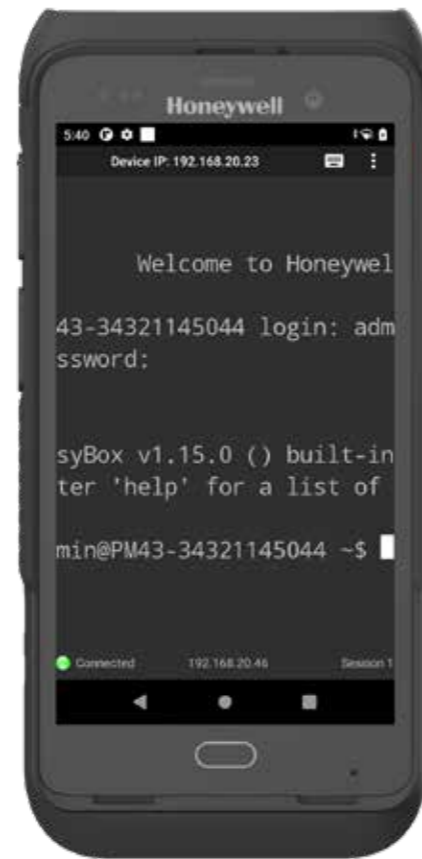 Honeywell
5:40
Device IP: 192.168.20.23
Welcome to Honeywel
43-34321145044 login: adm
ssword:
syBox v1.15.0 () built-in
ter 'help' for a list of
min@PM43-34321145044 ~$
Connected 192.168.20.46 Session 1